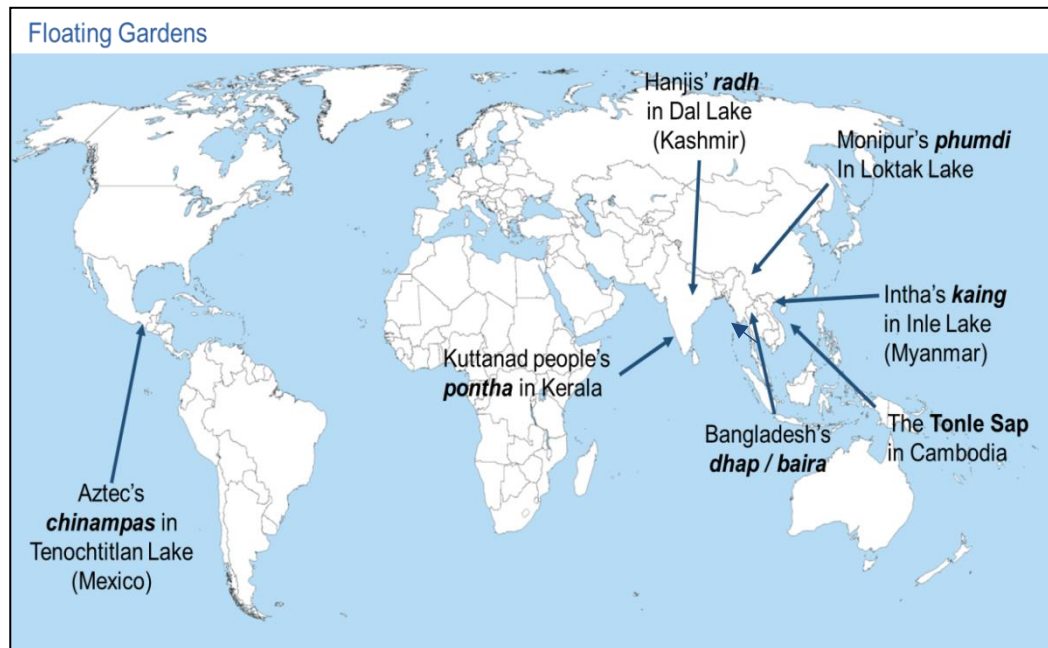 Floating Gardens
Hanjis' radh
in Dal Lake
(Kashmir)
Monipur's phumdi
In Loktak Lake
Intha's kaing
in Inle Lake
(Myanmar)
Kuttanad people's
pontha in Kerala
The Tonle Sap
in Cambodia
Bangladesh's
dhap / baira
Aztec's
chinampas in
Tenochtitlan Lake
(Mexico)